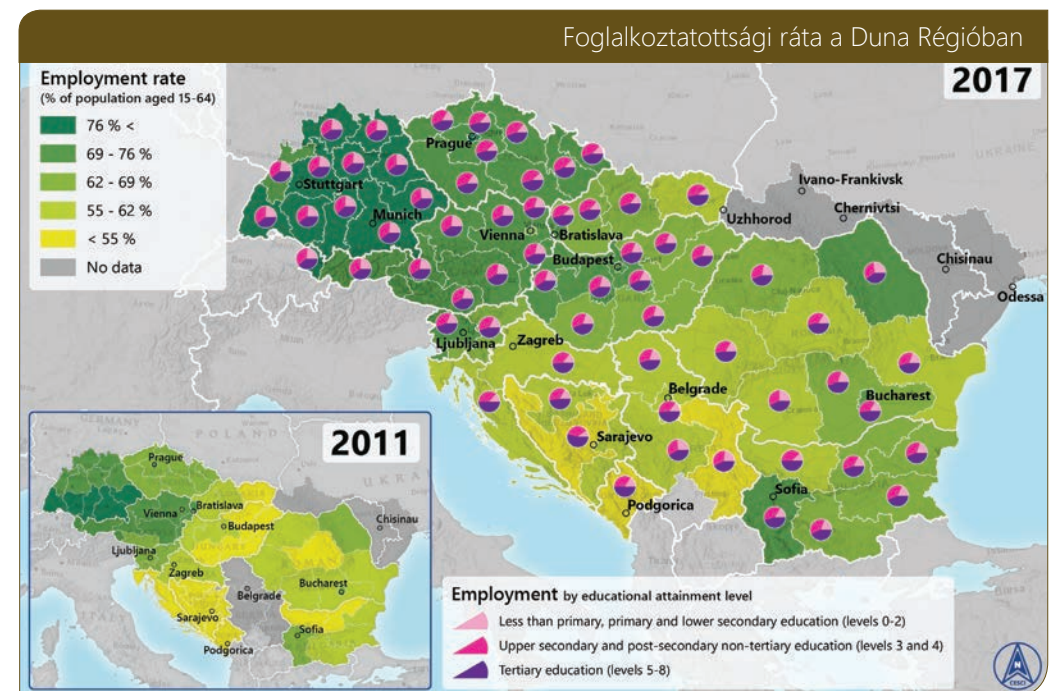 Foglalkoztatottsági ráta a Duna Régióban
Employment rate
(% of population aged 15-64)
76 % <
69 - 76 %
62 - 69 %
55 - 62 %
< 55 %
No data
2017
Prague
Stuttgart
Munich
Vienna
Bratislava
Budapest
Ljubljana
Zagreb
Belgrade
Sarajevo
Podgorica
Sofia
Bucharest
Uzhhorod
Ivano-Frankivsk
Chernivtsi
Chisinau
Odessa
UKRAINE
2011
GERMANY
POLAND
Prague
Vienna
Bratislava
Budapest
Ljubljana
Zagreb
Belgrade
Sarajevo
Podgorica
Sofia
Bucharest
Chisinau
Employment by educational attainment level
Less than primary, primary and lower secondary education (levels 0-2)
Upper secondary and post-secondary non-tertiary education (levels 3 and 4)
Tertiary education (levels 5-8)
CESCI